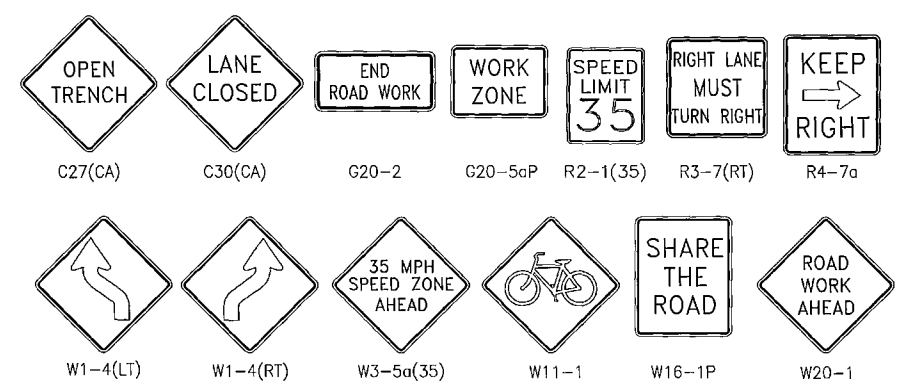 OPEN
TRENCH
LANE
CLOSED
END
ROAD WORK
WORK
ZONE
SPEED
LIMIT
35
RIGHT LANE
MUST
TURN RIGHT
KEEP
RIGHT
C27(CA)
C30(CA)
G20-2
G20-5aP
R2-1(35)
R3-7(RT)
R4-7a
35 MPH
SPEED ZONE
AHEAD
SHARE
THE
ROAD
ROAD
WORK
AHEAD
W1-4(LT)
W1-4(RT)
W3-5a(35)
W11-1
W16-1P
W20-1